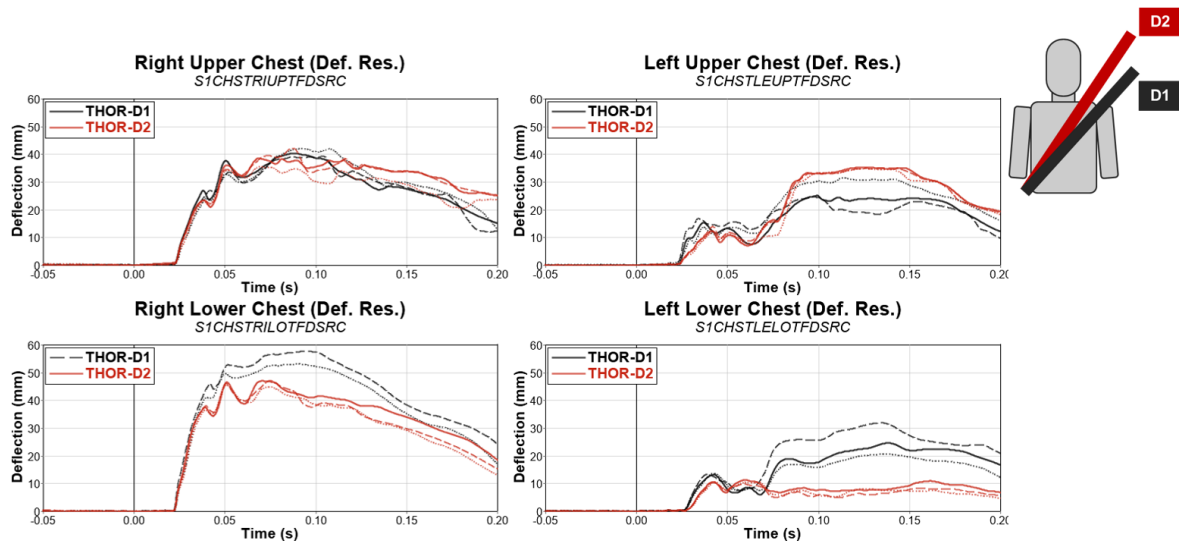 D2
D1
Right Upper Chest (Def. Res.)
S1CHSTRIUPTFDSRC
Deflection (mm)
60
50
40
30
20
10
0
THOR-D1
THOR-D2
-0.05
0.00
0.05
0.10
0.15
0.20
Time (s)
Left Upper Chest (Def. Res.)
S1CHSTLEUPTFDSRC
Deflection (mm)
60
50
40
30
20
10
0
THOR-D1
THOR-D2
-0.05
0.00
0.05
0.10
0.15
0.20
Time (s)
Right Lower Chest (Def. Res.)
S1CHSTRILOTFDSRC
Deflection (mm)
60
50
40
30
20
10
0
THOR-D1
THOR-D2
-0.05
0.00
0.05
0.10
0.15
0.20
Time (s)
Left Lower Chest (Def. Res.)
S1CHSTLELOTFDSRC
Deflection (mm)
60
50
40
30
20
10
0
THOR-D1
THOR-D2
-0.05
0.00
0.05
0.10
0.15
0.20
Time (s)